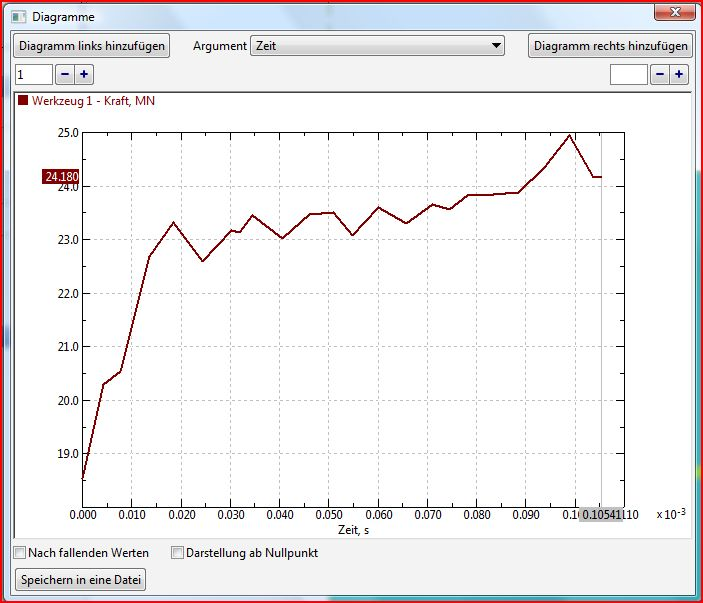 Diagramme
Diagramm links hinzufügen Argument Zeit Diagramm rechts hinzufügen
1 − + − +
Werkzeug 1 - Kraft, MN
25.0
24.180
24.0
23.0
22.0
21.0
20.0
19.0
0.000 0.010 0.020 0.030 0.040 0.050 0.060 0.070 0.080 0.090 0.10541 x 10-3
Zeit, s
Nach fallenden Werten Darstellung ab Nullpunkt
Speichern in eine Datei